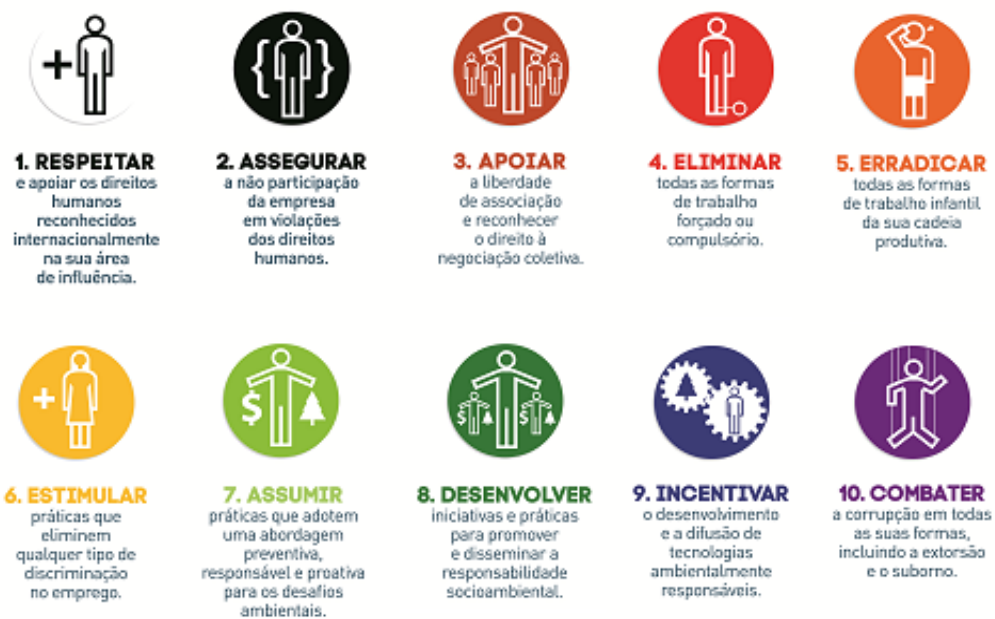 1. RESPEITAR
e apoiar os direitos
humanos
reconhecidos
internacionalmente
na sua área
de influência.
2. ASSEGURAR
a não participação
da empresa
em violações
dos direitos
humanos.
3. APOIAR
a liberdade
de associação
e reconhecer
o direito à
negociação coletiva.
4. ELIMINAR
todas as formas
de trabalho
forçado ou
compulsório.
5. ERRADICAR
todas as formas
de trabalho infantil
da sua cadeia
produtiva.
6. ESTIMULAR
práticas que
eliminem
qualquer tipo de
discriminação
no emprego.
7. ASSUMIR
práticas que adotem
uma abordagem
preventiva,
responsável e proativa
para os desafios
ambientais.
8. DESENVOLVER
iniciativas e práticas
para promover
e disseminar a
responsabilidade
socioambiental.
9. INCENTIVAR
o desenvolvimento
e a difusão de
tecnologias
ambientalmente
responsáveis.
10. COMBATER
a corrupção em todas
as suas formas,
incluindo a extorsão
e o suborno.